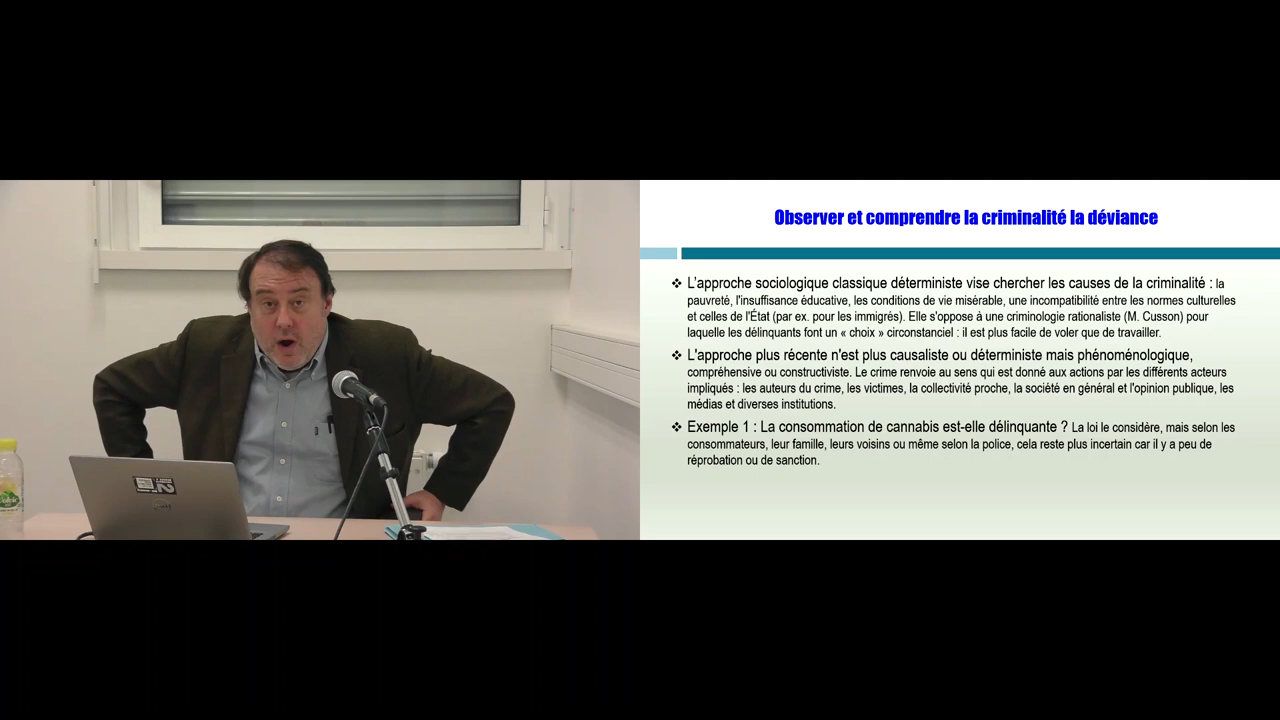 Observer et comprendre la criminalité la déviance
❖ L'approche sociologique classique déterministe vise chercher les causes de la criminalité : la
pauvreté, l'insuffisance éducative, les conditions de vie misérable, une incompatibilité entre les normes culturelles
et celles de l'État (par ex. pour les immigrés). Elle s'oppose à une criminologie rationaliste (M. Cusson) pour
laquelle les délinquants font un « choix » circonstanciel : il est plus facile de voler que de travailler.
❖ L'approche plus récente n'est plus causaliste ou déterministe mais phénoménologique,
compréhensive ou constructiviste. Le crime renvoie au sens qui est donné aux actions par les différents acteurs
impliqués : les auteurs du crime, les victimes, la collectivité proche, la société en général et l'opinion publique, les
médias et diverses institutions.
❖ Exemple 1 : La consommation de cannabis est-elle délinquante ? La loi le considère, mais selon les
consommateurs, leur famille, leurs voisins ou même selon la police, cela reste plus incertain car il y a peu de
réprobation ou de sanction.